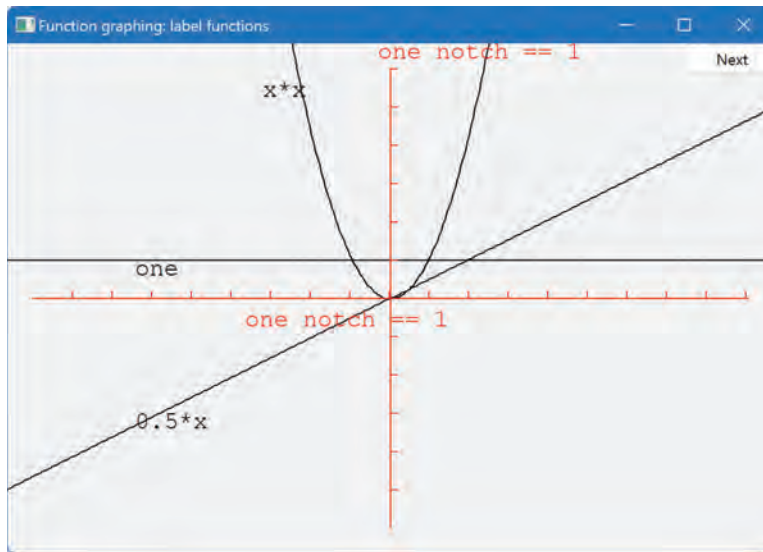 Function graphing: label functions
one notch == 1
Next
x*x
one
one notch == 1
0.5*x